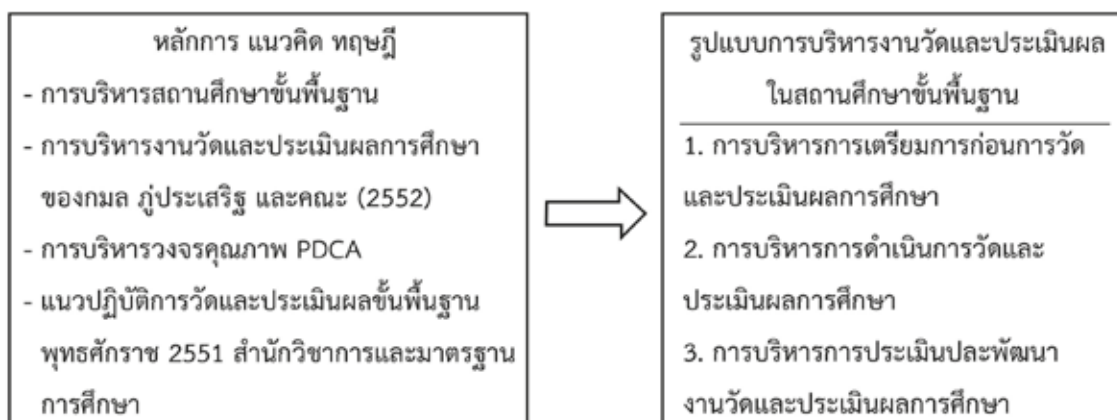 หลักการ แนวคิด ทฤษฎี
- การบริหารสถานศึกษาขั้นพื้นฐาน
- การบริหารงานวัดและประเมินผลการศึกษา
ของกมล ภู่ประเสริฐ และคณะ (2552)
- การบริหารวงจรคุณภาพ PDCA
- แนวปฏิบัติการวัดและประเมินผลขั้นพื้นฐาน
พุทธศักราช 2551 สำนักวิชาการและมาตรฐาน
การศึกษา
รูปแบบการบริหารงานวัดและประเมินผล
ในสถานศึกษาขั้นพื้นฐาน
1. การบริหารการเตรียมการก่อนการวัด
และประเมินผลการศึกษา
2. การบริหารการดำเนินการวัดและ
ประเมินผลการศึกษา
3. การบริหารการประเมินปละพัฒนา
งานวัดและประเมินผลการศึกษา